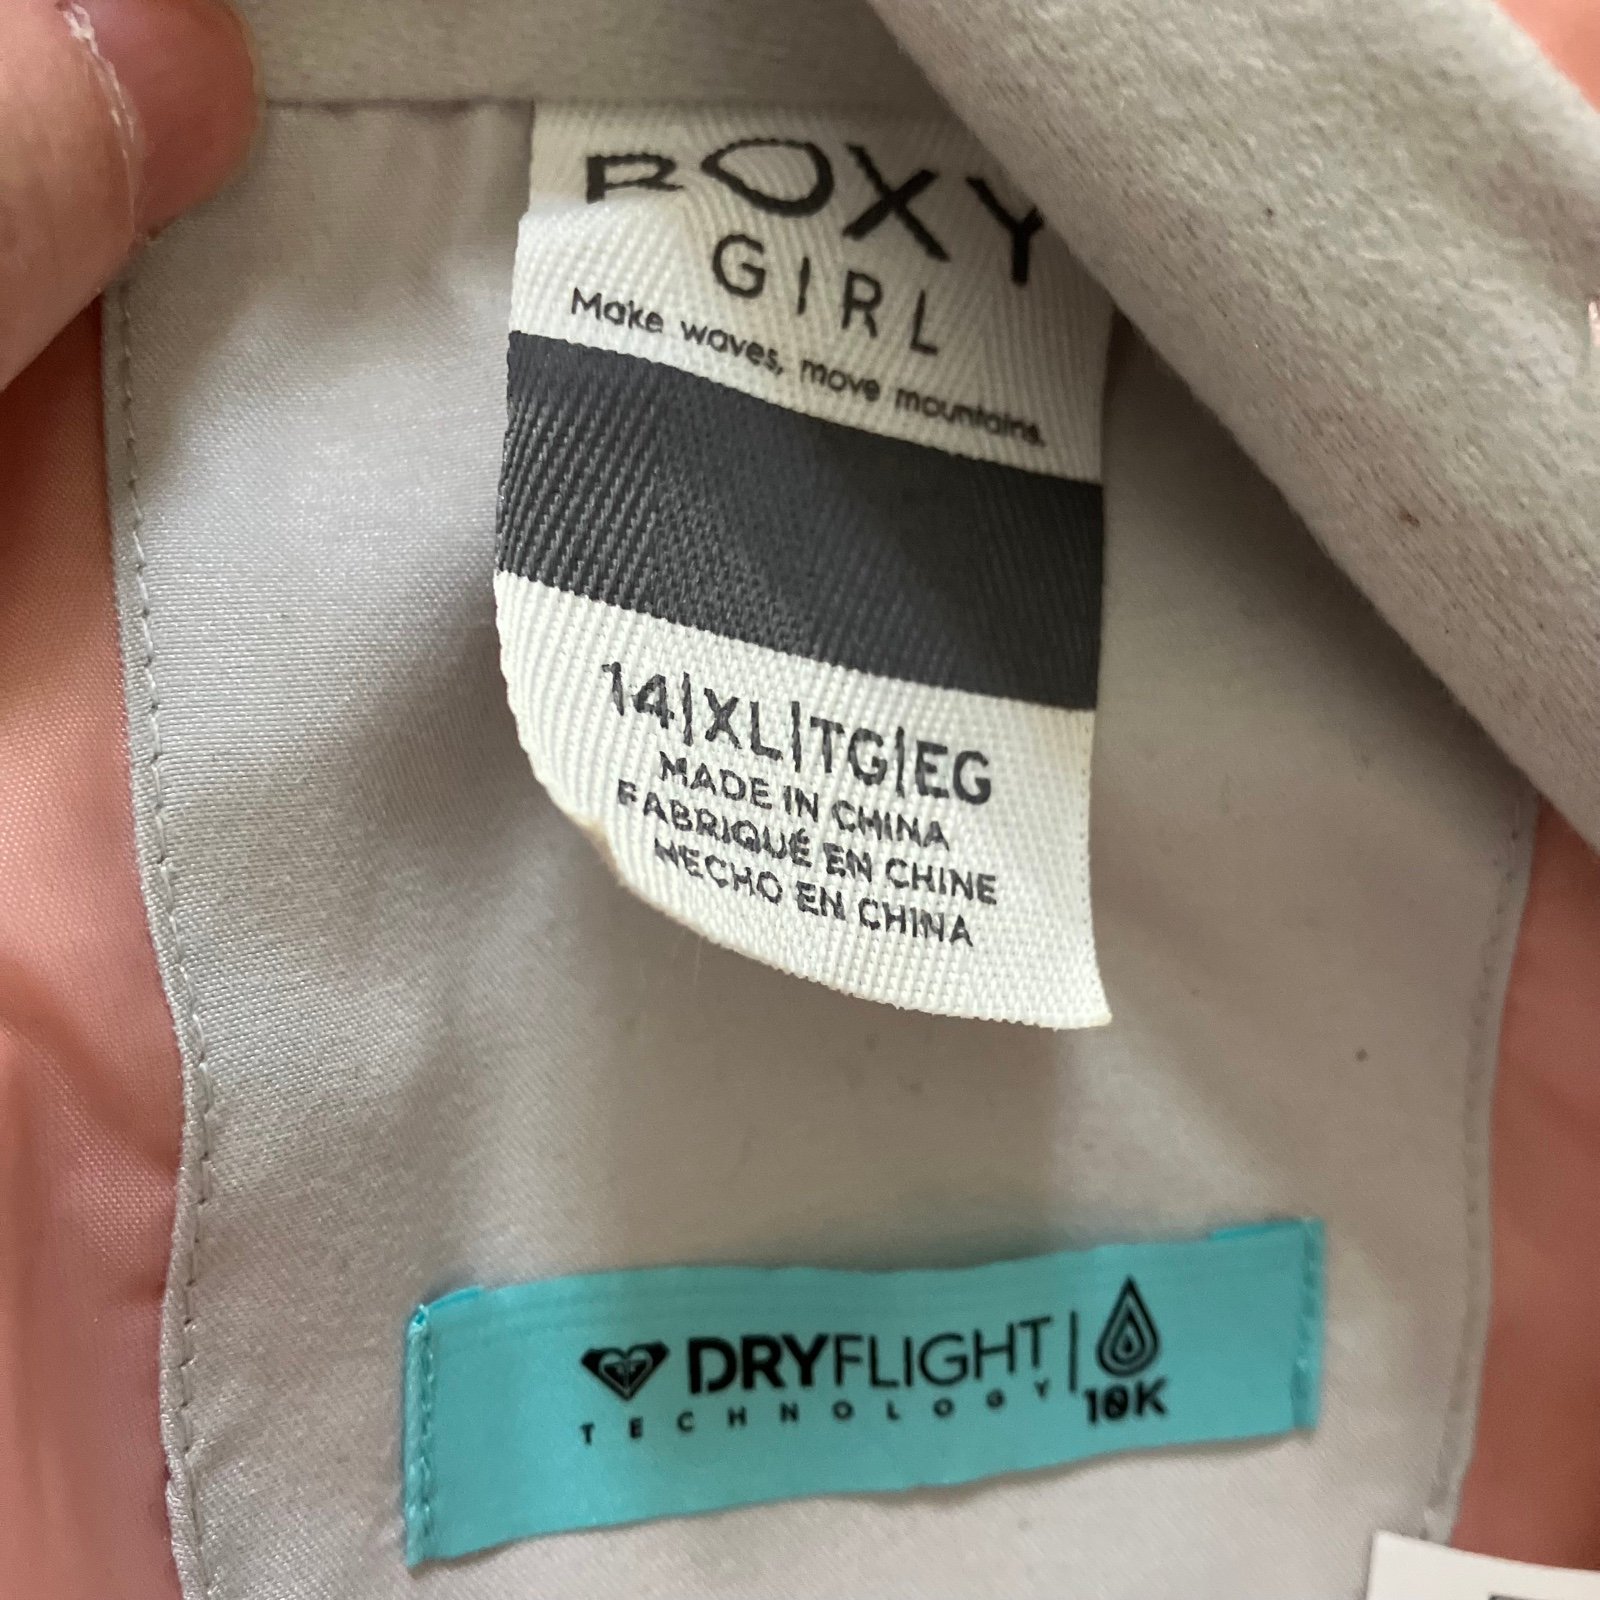 ROXY
GIRL
Make waves, move mountains.
14|XL|TG|EG
MADE IN CHINA
FABRIQUÉ EN CHINE
HECHO EN CHINA
DRYFLIGHT
TECHNOLOGY
10K